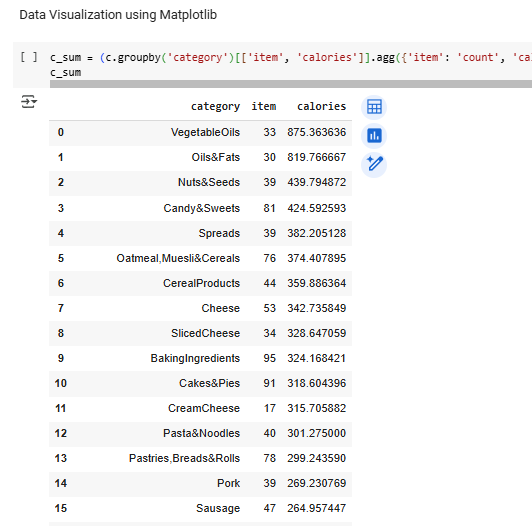 Data Visualization using Matplotlib
[ ] c_sum = (c.groupby('category')[['item', 'calories']].agg({'item': 'count', 'ca
c_sum
category item calories
0 VegetableOils 33 875.363636
1 Oils&Fats 30 819.766667
2 Nuts&Seeds 39 439.794872
3 Candy&Sweets 81 424.592593
4 Spreads 39 382.205128
5 Oatmeal,Muesli&Cereals 76 374.407895
6 CerealProducts 44 359.886364
7 Cheese 53 342.735849
8 SlicedCheese 34 328.647059
9 BakingIngredients 95 324.168421
10 Cakes&Pies 91 318.604396
11 CreamCheese 17 315.705882
12 Pasta&Noodles 40 301.275000
13 Pastries,Breads&Rolls 78 299.243590
14 Pork 39 269.230769
15 Sausage 47 264.957447